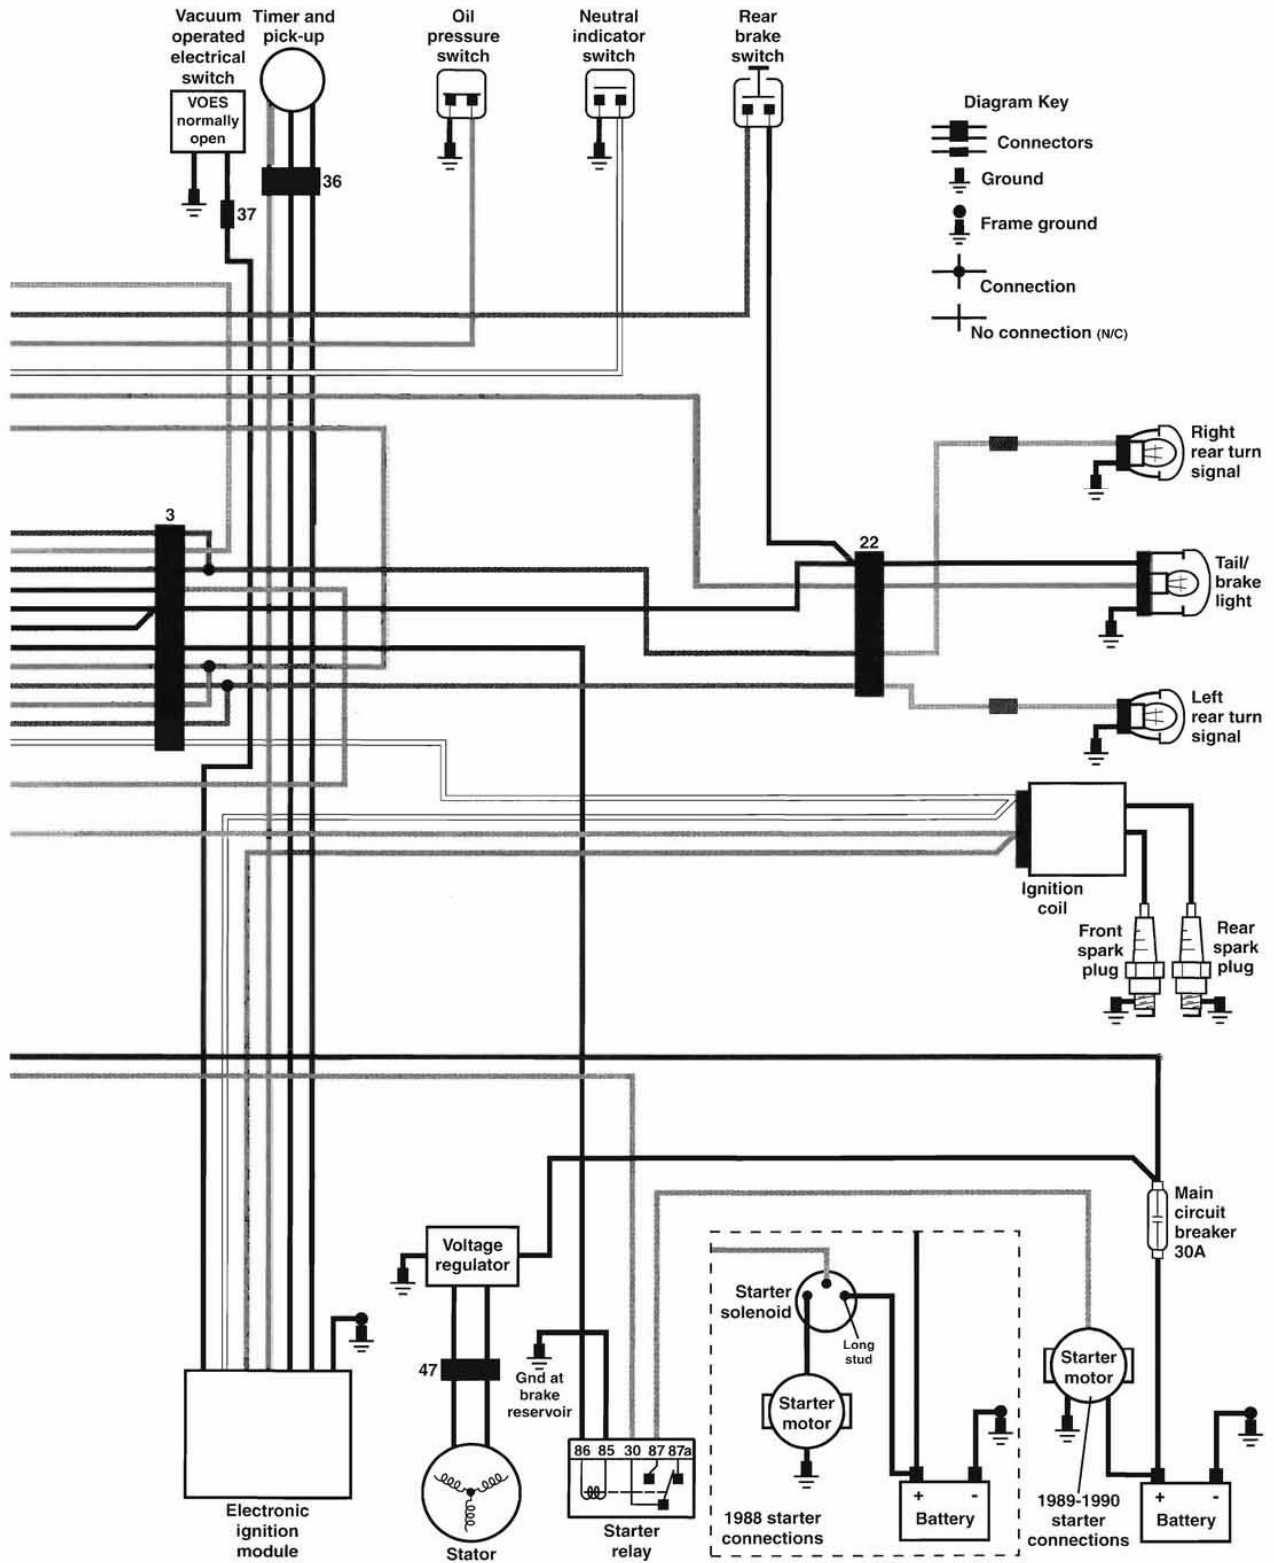 Vacuum
operated
electrical
switch
Timer and
pick-up
Oil
pressure
switch
Neutral
indicator
switch
Rear
brake
switch
VOES
normally
open
36
37
Diagram Key
Connectors
Ground
Frame ground
Connection
No connection (N/C)
Right
rear turn
signal
3
22
Tail/
brake
light
Left
rear turn
signal
Ignition
coil
Front
spark
plug
Rear
spark
plug
Main
circuit
breaker
30A
Voltage
regulator
Starter
solenoid
Long
stud
47
Gnd at
brake
reservoir
Starter
motor
Starter
motor
86 85 30 87 87a
+ -
Battery
+ -
Battery
1988 starter
connections
1989-1990
starter
connections
Electronic
ignition
module
Stator
Starter
relay